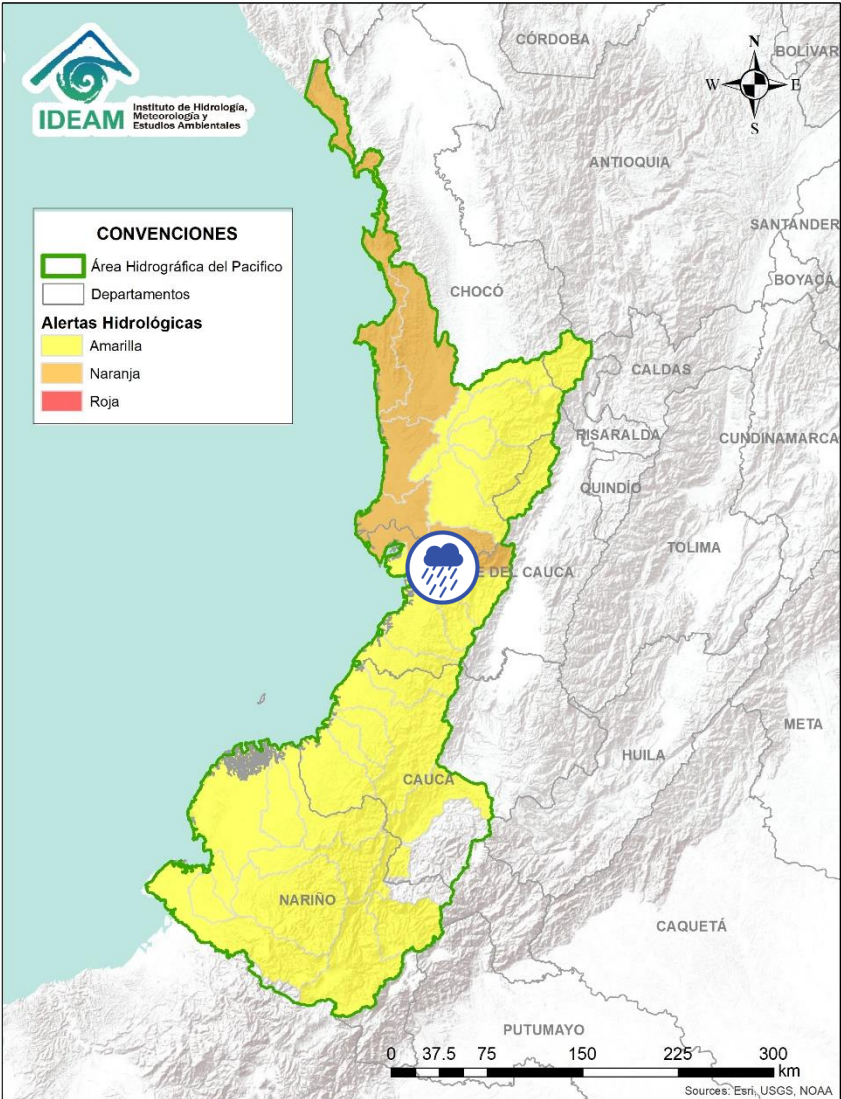 IDEAM
Instituto de Hidrología,
Meteorología y
Estudios Ambientales
CÓRDOBA
BOLÍVAR
N
W
E
S
ANTIOQUIA
SANTANDER
BOYACÁ
CHOCÓ
CONVENCIONES
Área Hidrográfica del Pacifico
Departamentos
Alertas Hidrológicas
Amarilla
Naranja
Roja
CALDAS
RISARALDA
CUNDINAMARCA
QUINDÍO
TOLIMA
E DEL CAUCA
META
HUILA
CAUCA
NARIÑO
CAQUETÁ
PUTUMAYO
0 37.5 75 150 225 300
km
Sources: Esri, USGS, NOAA